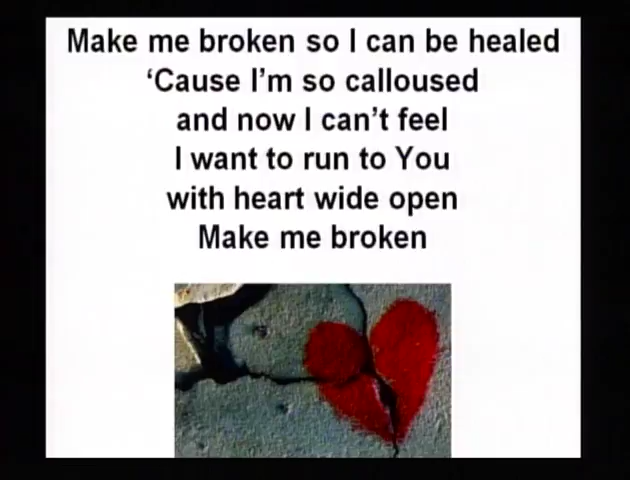 Make me broken so I can be healed
‘Cause I’m so calloused
and now I can’t feel
I want to run to You
with heart wide open
Make me broken